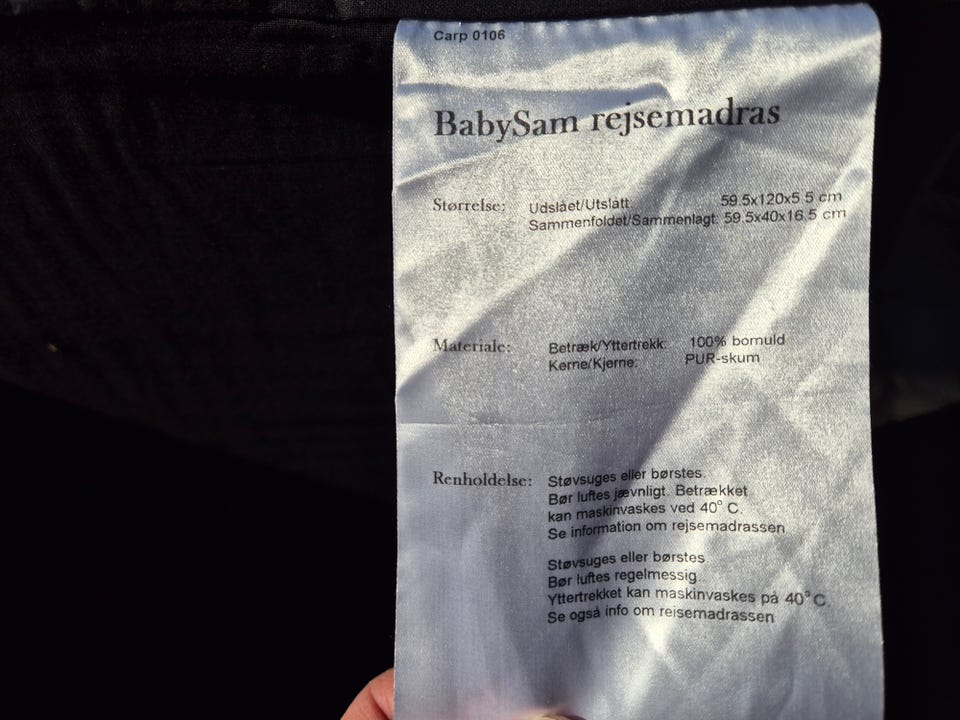 Carp 0106
BabySam rejsemadras
Størrelse: Udslået/Utslått: 59.5x120x5.5 cm
Sammenfoldet/Sammenlagt: 59.5x40x16.5 cm
Materiale: Betræk/Yttertrekk: 100% bomuld
Kerne/Kjerne: PUR-skum
Renholdelse: Støvsuges eller børstes.
Bør luftes jævnligt. Betrækket
kan maskinvaskes ved 40° C.
Se information om rejsemadrassen
Støvsuges eller børstes
Bør luftes regelmessig.
Yttertrekket kan maskinvaskes på 40° C.
Se også info om reisemadrassen